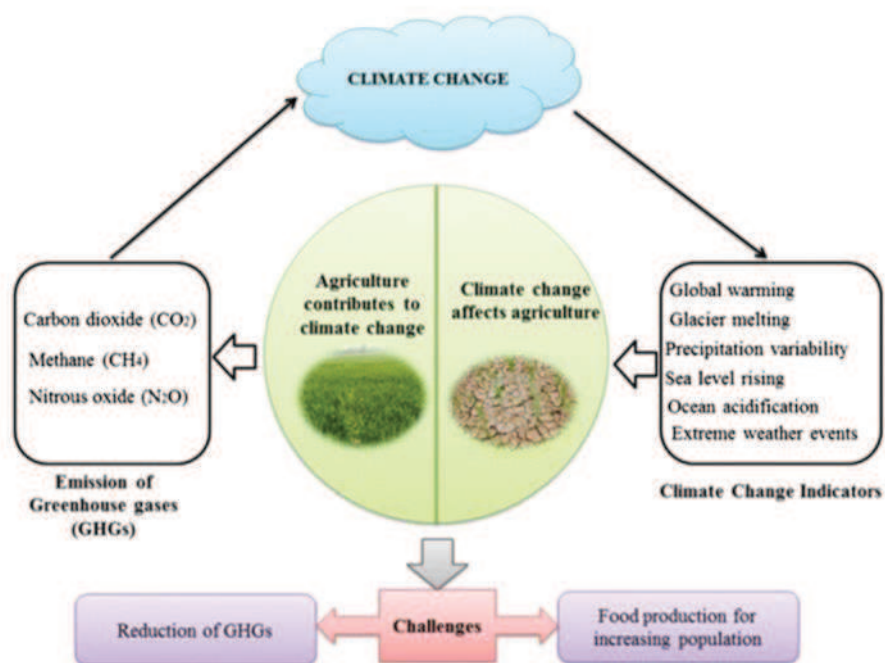 CLIMATE CHANGE
Agriculture
contributes to
climate change
Climate change
affects agriculture
Carbon dioxide (CO₂)
Methane (CH₄)
Nitrous oxide (N₂O)
Emission of
Greenhouse gases
(GHGs)
Global warming
Glacier melting
Precipitation variability
Sea level rising
Ocean acidification
Extreme weather events
Climate Change Indicators
Reduction of GHGs
Challenges
Food production for
increasing population